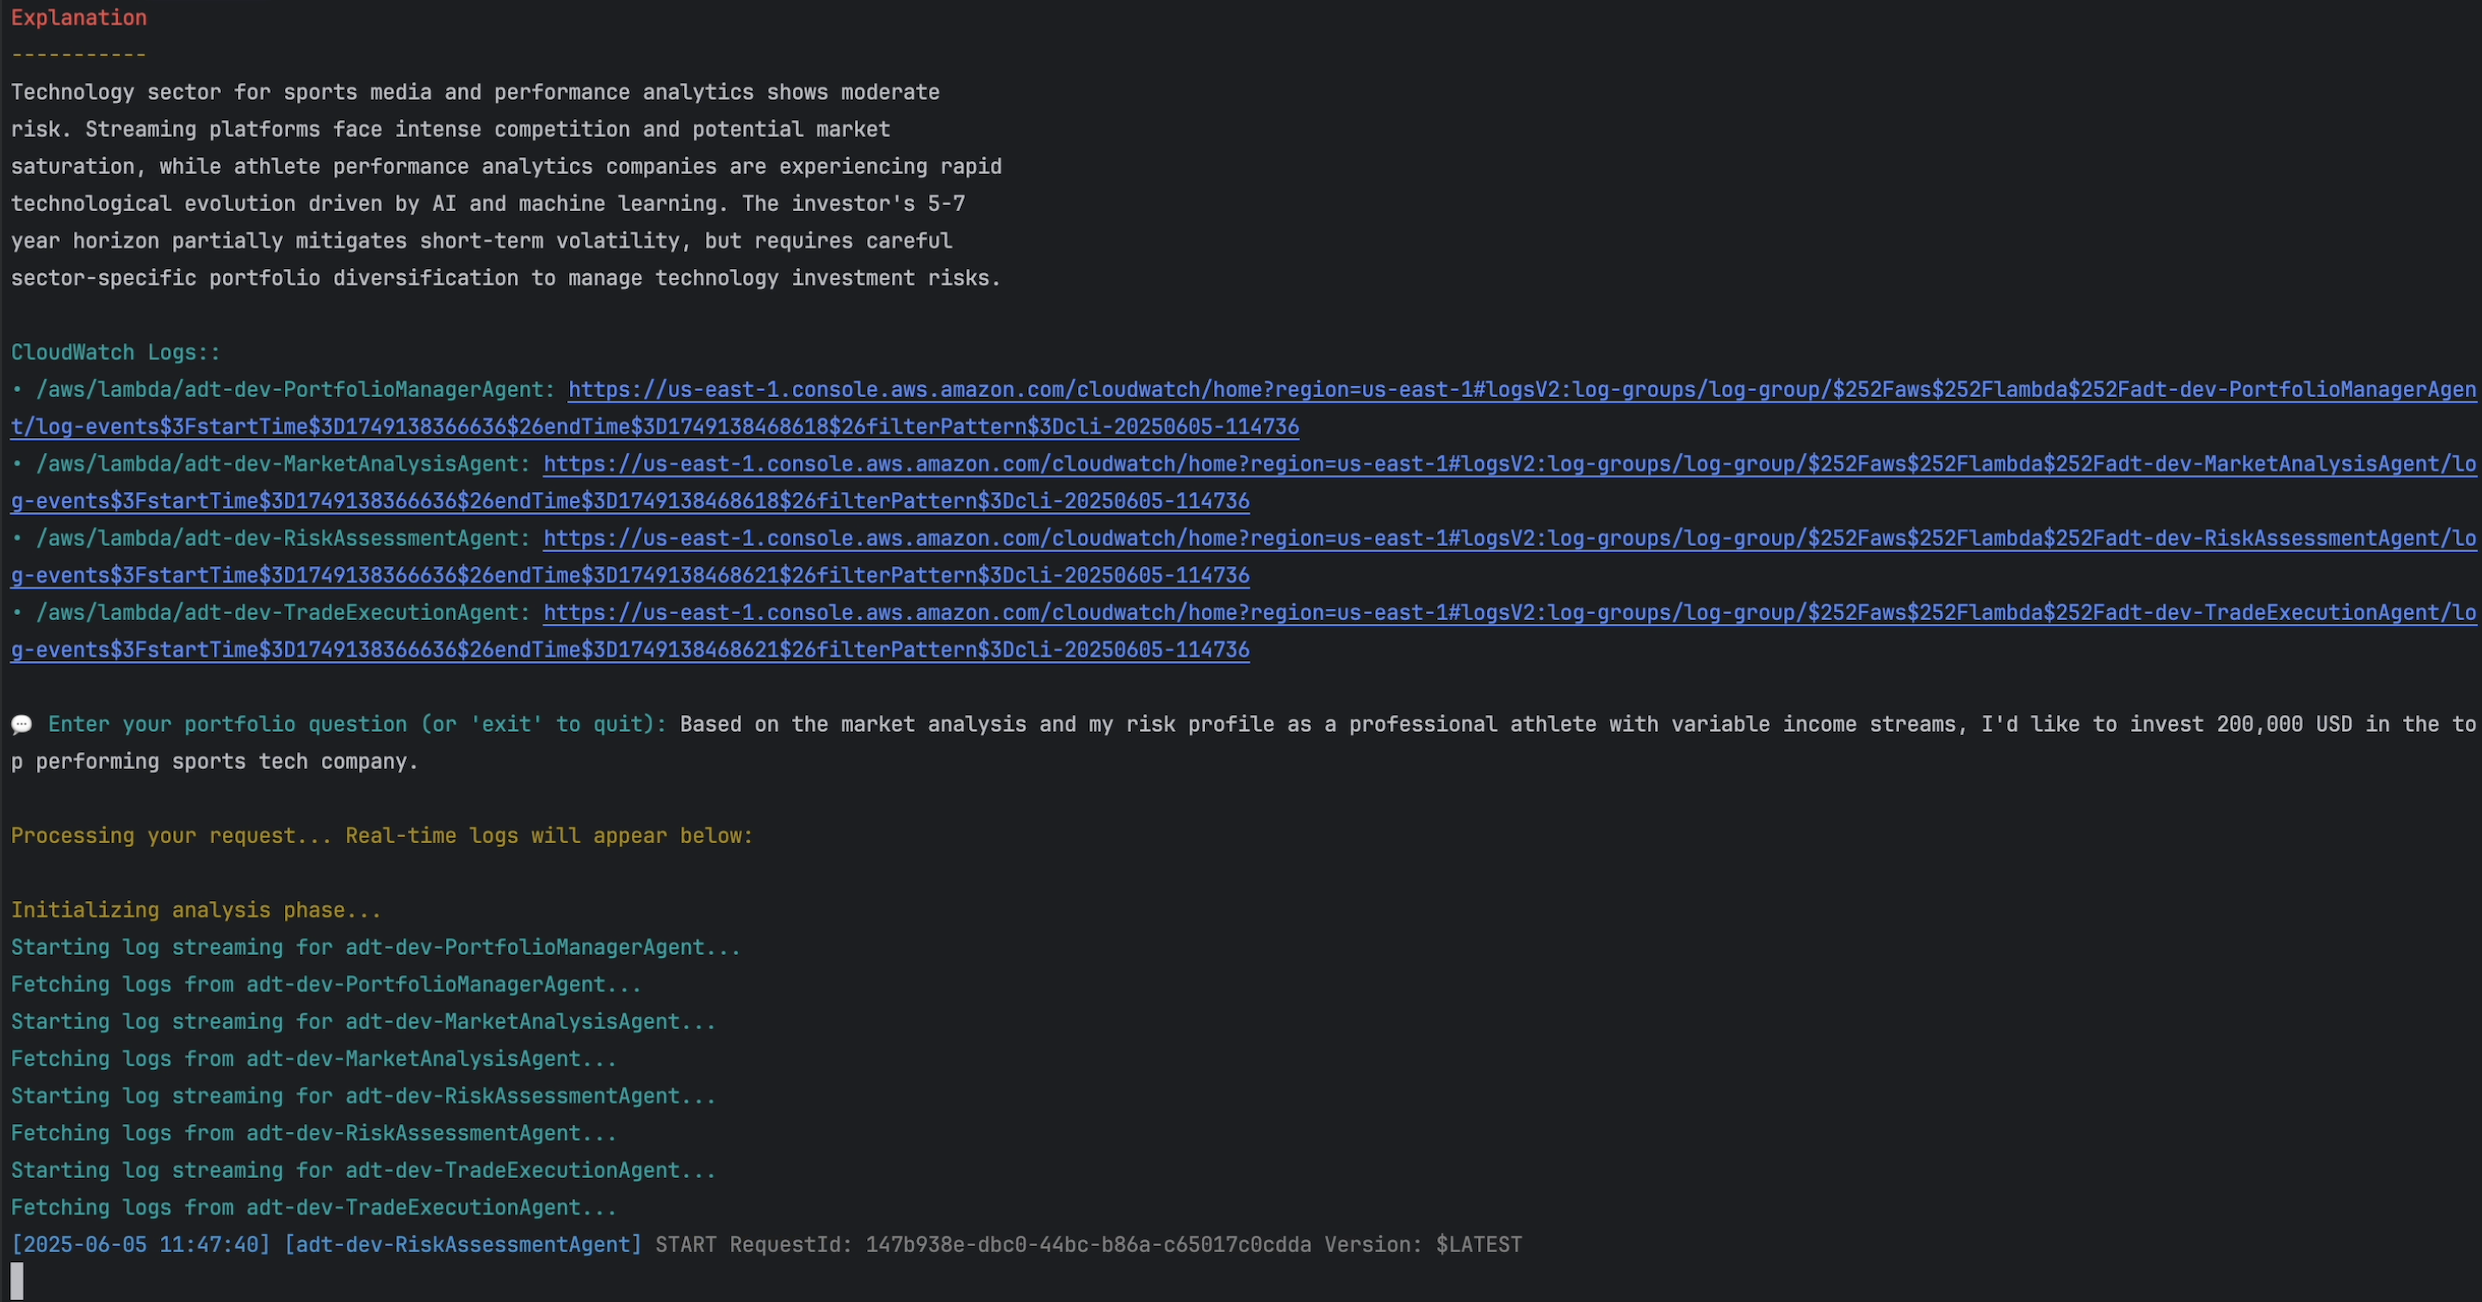 Explanation
-----------
Technology sector for sports media and performance analytics shows moderate
risk. Streaming platforms face intense competition and potential market
saturation, while athlete performance analytics companies are experiencing rapid
technological evolution driven by AI and machine learning. The investor's 5-7
year horizon partially mitigates short-term volatility, but requires careful
sector-specific portfolio diversification to manage technology investment risks.
CloudWatch Logs::
• /aws/lambda/adt-dev-PortfolioManagerAgent: https://us-east-1.console.aws.amazon.com/cloudwatch/home?region=us-east-1#logsV2:log-groups/log-group/$252Faws$252Flambda$252Fadt-dev-PortfolioManagerAgen
t/log-events$3FstartTime$3D1749138366636$26endTime$3D1749138468618$26filterPattern$3Dcli-20250605-114736
• /aws/lambda/adt-dev-MarketAnalysisAgent: https://us-east-1.console.aws.amazon.com/cloudwatch/home?region=us-east-1#logsV2:log-groups/log-group/$252Faws$252Flambda$252Fadt-dev-MarketAnalysisAgent/lo
g-events$3FstartTime$3D1749138366636$26endTime$3D1749138468618$26filterPattern$3Dcli-20250605-114736
• /aws/lambda/adt-dev-RiskAssessmentAgent: https://us-east-1.console.aws.amazon.com/cloudwatch/home?region=us-east-1#logsV2:log-groups/log-group/$252Faws$252Flambda$252Fadt-dev-RiskAssessmentAgent/lo
g-events$3FstartTime$3D1749138366636$26endTime$3D1749138468621$26filterPattern$3Dcli-20250605-114736
• /aws/lambda/adt-dev-TradeExecutionAgent: https://us-east-1.console.aws.amazon.com/cloudwatch/home?region=us-east-1#logsV2:log-groups/log-group/$252Faws$252Flambda$252Fadt-dev-TradeExecutionAgent/lo
g-events$3FstartTime$3D1749138366636$26endTime$3D1749138468621$26filterPattern$3Dcli-20250605-114736
💬 Enter your portfolio question (or 'exit' to quit): Based on the market analysis and my risk profile as a professional athlete with variable income streams, I'd like to invest 200,000 USD in the to
p performing sports tech company.
Processing your request... Real-time logs will appear below:
Initializing analysis phase...
Starting log streaming for adt-dev-PortfolioManagerAgent...
Fetching logs from adt-dev-PortfolioManagerAgent...
Starting log streaming for adt-dev-MarketAnalysisAgent...
Fetching logs from adt-dev-MarketAnalysisAgent...
Starting log streaming for adt-dev-RiskAssessmentAgent...
Fetching logs from adt-dev-RiskAssessmentAgent...
Starting log streaming for adt-dev-TradeExecutionAgent...
Fetching logs from adt-dev-TradeExecutionAgent...
[2025-06-05 11:47:40] [adt-dev-RiskAssessmentAgent] START RequestId: 147b938e-dbc0-44bc-b86a-c65017c0cdda Version: $LATEST